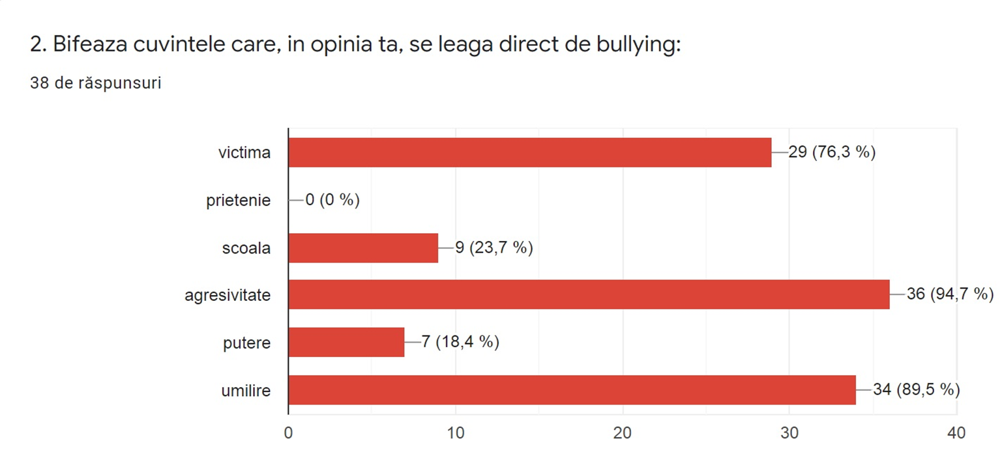 2. Bifeaza cuvintele care, in opinia ta, se leaga direct de bullying:
38 de răspunsuri
victima 29 (76,3 %)
prietenie 0 (0 %)
scoala 9 (23,7 %)
agresivitate 36 (94,7 %)
putere 7 (18,4 %)
umilire 34 (89,5 %)
0 10 20 30 40